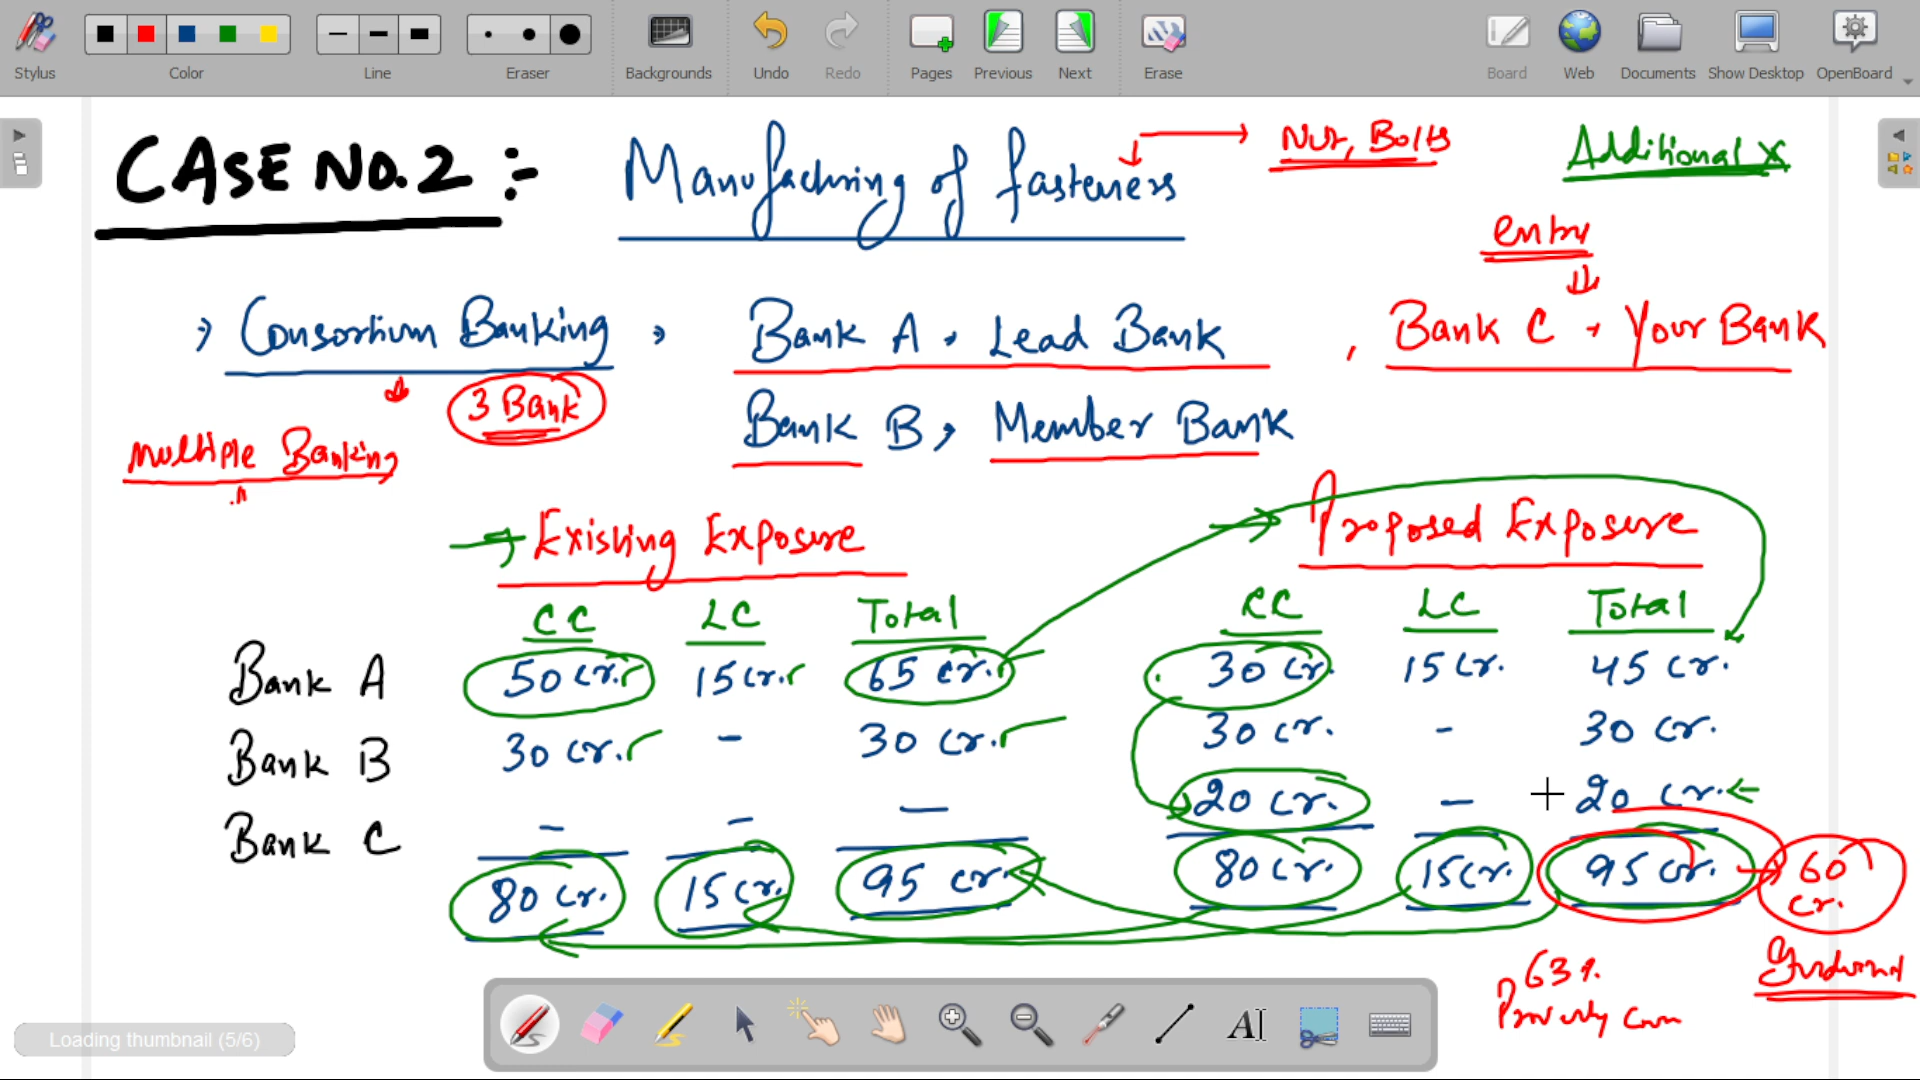 Stylus Color Line Eraser Backgrounds Undo Redo Pages Previous Next Erase Board Web Documents Show Desktop OpenBoard
CASE NO.2 :- Manufacturing of fasteners → Nut, Bolts
Additional x
entry
→ Consortium Banking → Bank A → Lead Bank , Bank C → Your Bank
3 Bank
Bank B → Member Bank
Multiple Banking
→ Existing Exposure → Proposed Exposure
CC LC Total CC LC Total
Bank A 50 cr. 15 cr. 65 cr. 30 cr. 15 cr. 45 cr.
Bank B 30 cr. - 30 cr. 30 cr. - 30 cr.
Bank C - - - 20 cr. - 20 cr.
80 cr. 15 cr. 95 cr. 80 cr. 15 cr. 95 cr. → 60 cr.
63%
Loading thumbnail (5/6)